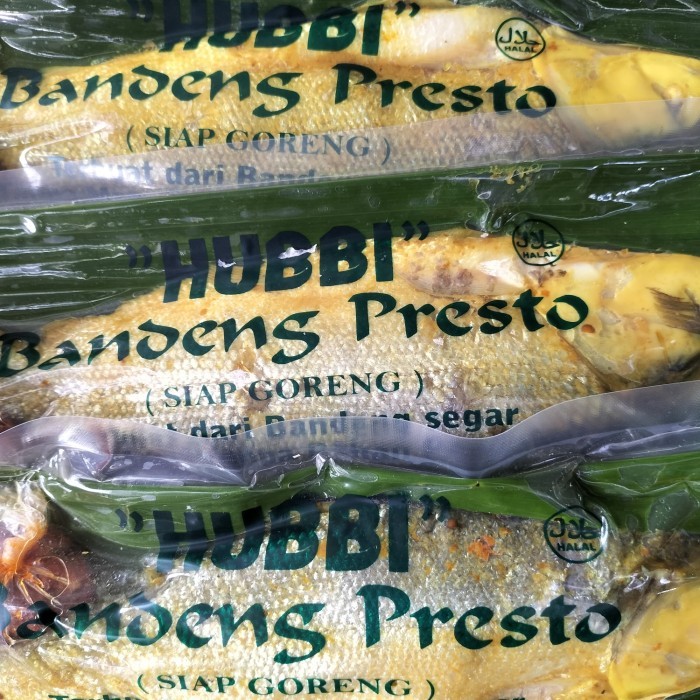 "HUBBI"
حلال
HALAL
Bandeng Presto
( SIAP GORENG )
dari
"HUBBI"
حلال
HALAL
Bandeng Presto
( SIAP GORENG )
dari Bandeng segar
"HUBBI"
حلال
HALAL
Bandeng Presto
( SIAP GORENG )